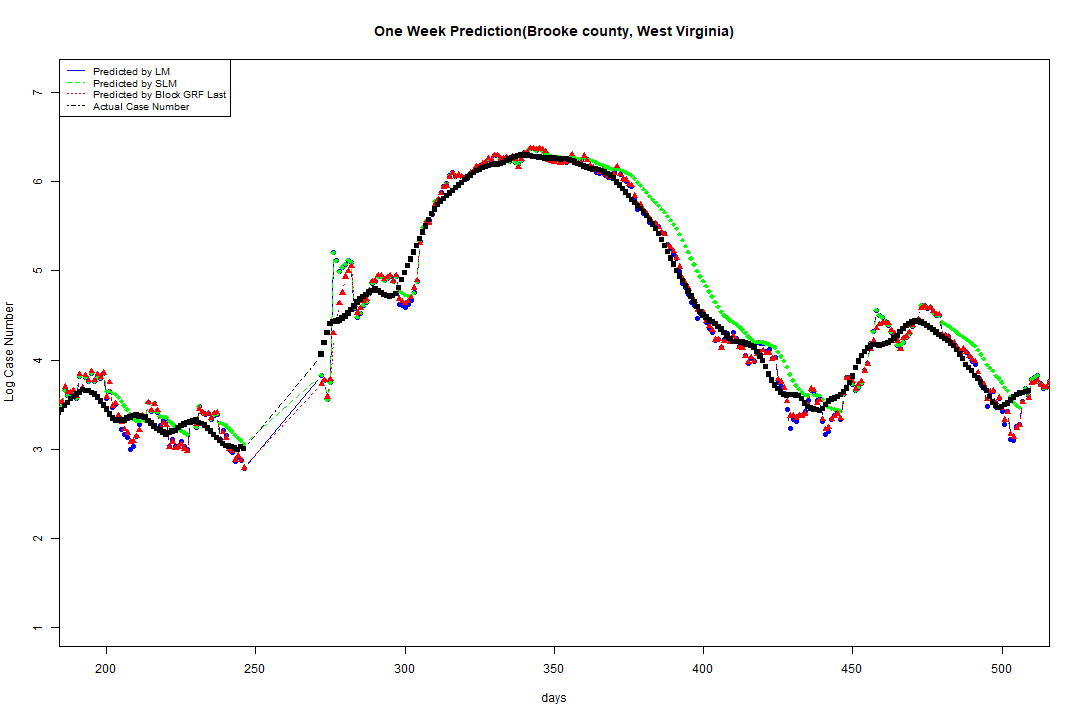 One Week Prediction(Brooke county, West Virginia)
Predicted by LM
Predicted by SLM
Predicted by Block GRF Last
Actual Case Number
7
6
5
4
3
2
1
Log Case Number
200 250 300 350 400 450 500
days